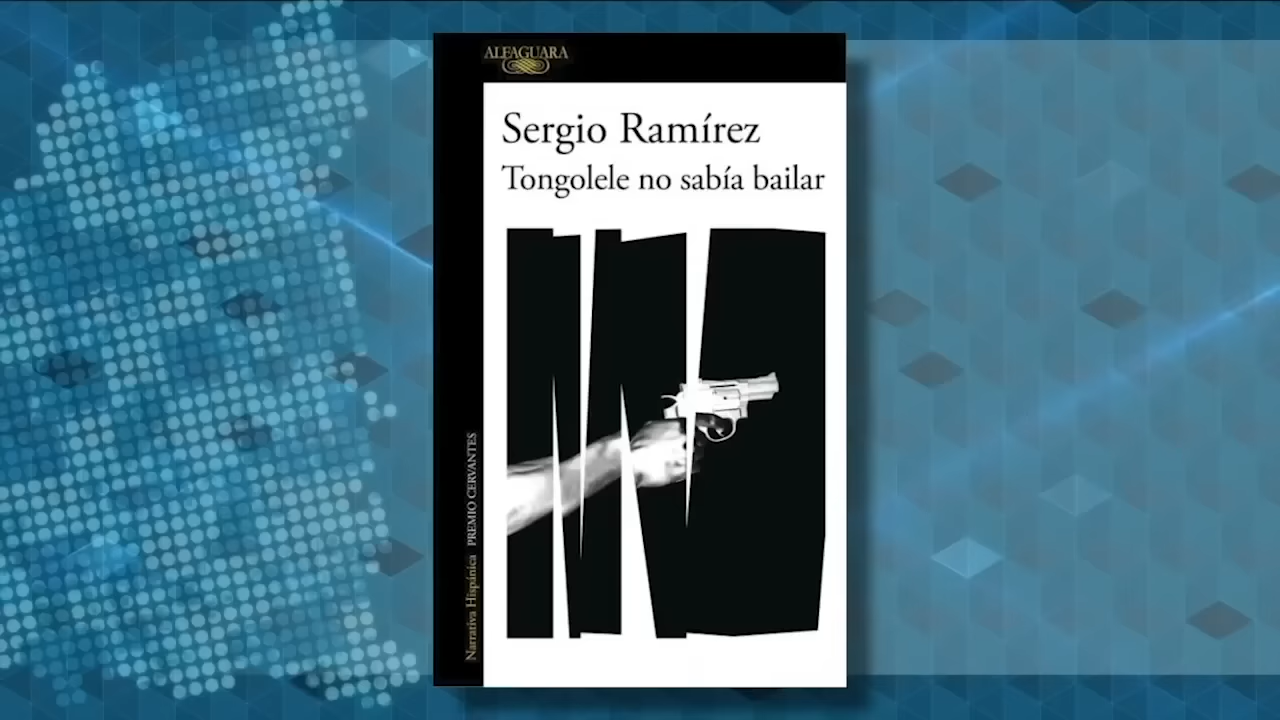 ALFAGUARA
Sergio Ramírez
Tongolele no sabía bailar
Narrativa Hispánica PREMIO CERVANTES